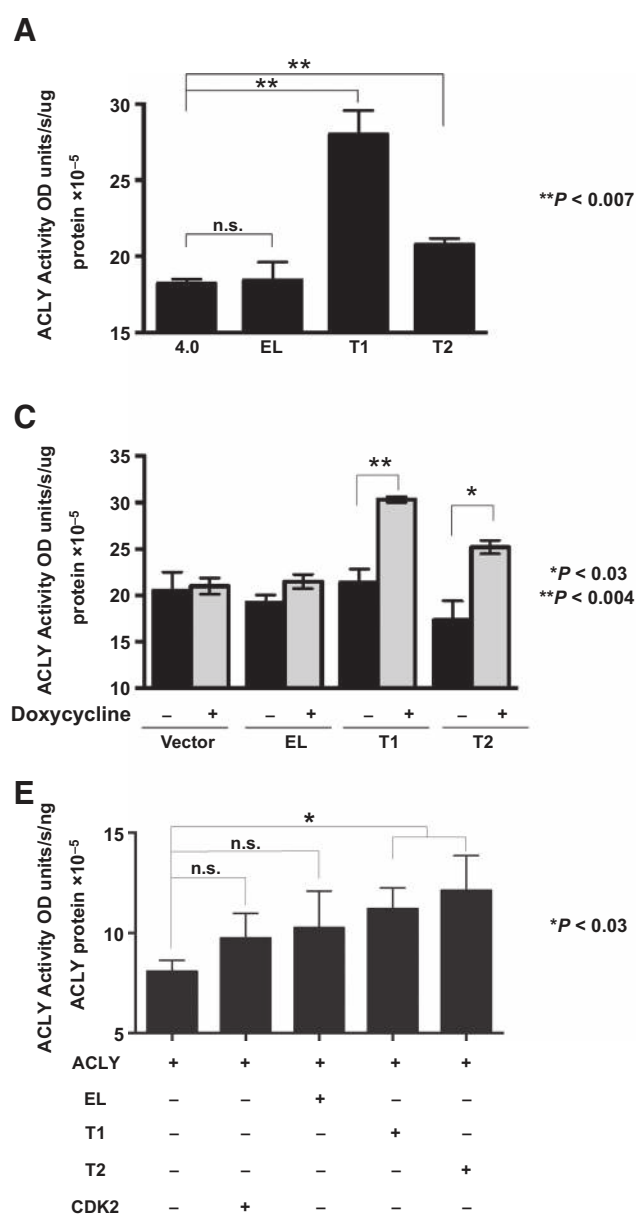 A
ACLY Activity OD units/s/ug
protein ×10−5
**
**
n.s.
30
25
20
15
4.0 EL T1 T2
**P < 0.007
C
ACLY Activity OD units/s/ug
protein ×10−5
35
30
25
20
15
10
**
*
*P < 0.03
**P < 0.004
Doxycycline – + – + – + – +
Vector EL T1 T2
E
ACLY Activity OD units/s/ng
ACLY protein ×10−5
*
n.s.
n.s.
15
10
5
*P < 0.03
ACLY + + + + +
EL – – + – –
T1 – – – + –
T2 – – – – +
CDK2 – + – – –